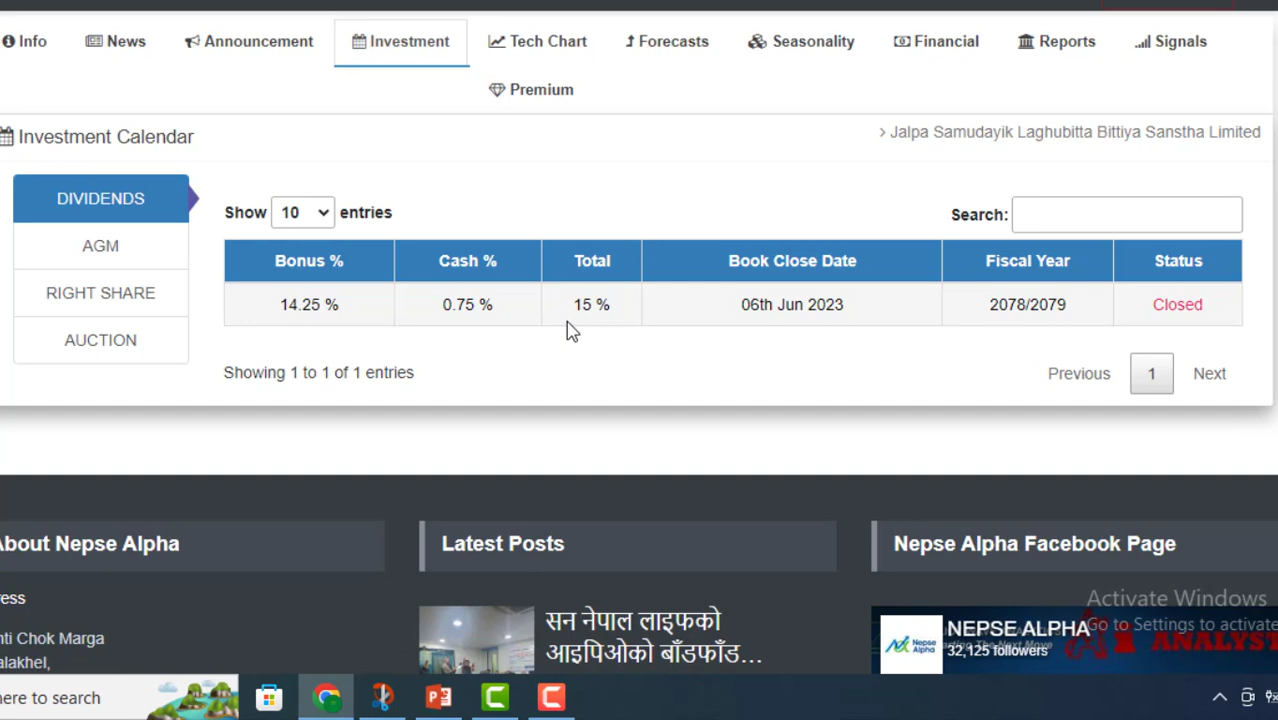 Info News Announcement Investment Tech Chart Forecasts Seasonality Financial Reports Signals
Premium
Investment Calendar
Jalpa Samudayik Laghubitta Bittiya Sanstha Limited
DIVIDENDS
AGM
RIGHT SHARE
AUCTION
Show 10 entries
Search:
Bonus % Cash % Total Book Close Date Fiscal Year Status
14.25 % 0.75 % 15 % 06th Jun 2023 2078/2079 Closed
Showing 1 to 1 of 1 entries
Previous 1 Next
About Nepse Alpha
ress
nti Chok Marga
alakhel,
Latest Posts
सन नेपाल लाइफको
आइपिओको बाँडफाँड...
Nepse Alpha Facebook Page
Nepse
Alpha
NEPSE ALPHA
32,125 followers
ANALYST
Activate Windows
Go to Settings to activate
here to search